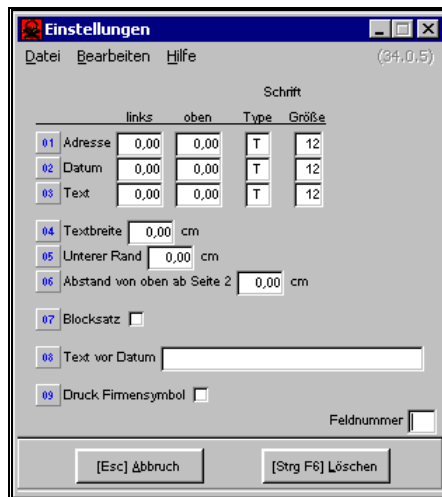 Einstellungen
Datei Bearbeiten Hilfe (34.0.5)
Schrift
links oben Type Größe
01 Adresse 0,00 0,00 T 12
02 Datum 0,00 0,00 T 12
03 Text 0,00 0,00 T 12
04 Textbreite 0,00 cm
05 Unterer Rand 0,00 cm
06 Abstand von oben ab Seite 2 0,00 cm
07 Blocksatz
08 Text vor Datum
09 Druck Firmensymbol
Feldnummer
[Esc] Abbruch [Strg F6] Löschen